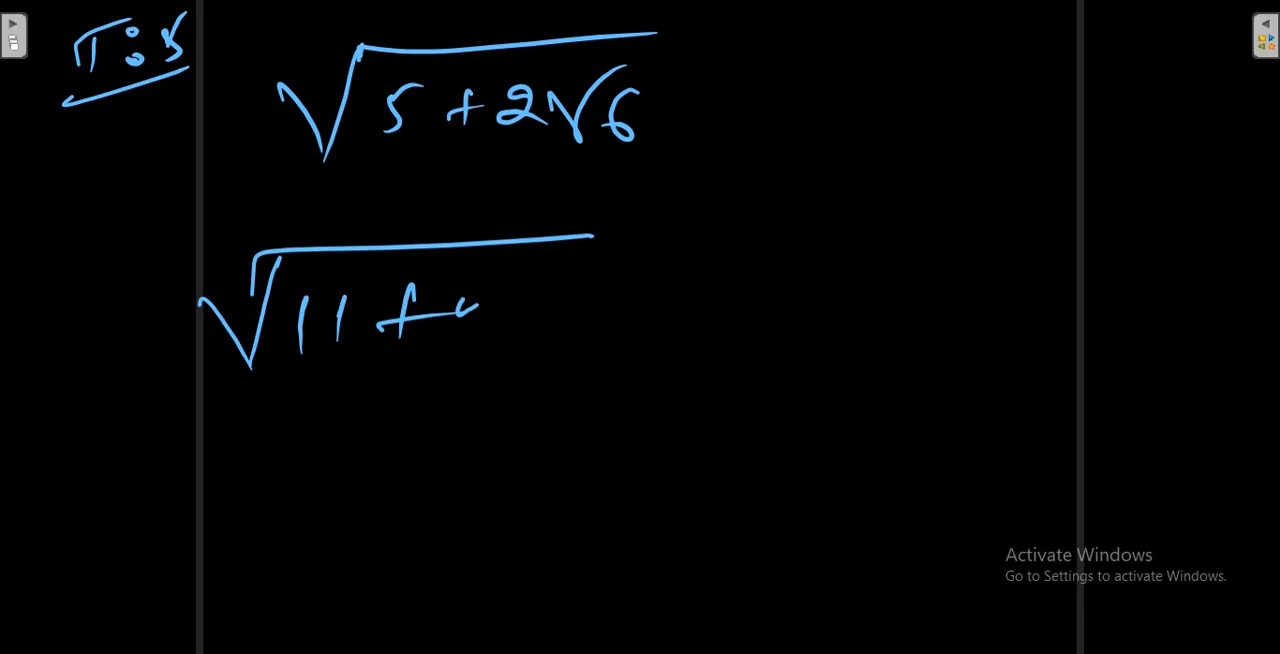 √(5+2√6)
√(11+
Activate Windows
Go to Settings to activate Windows.